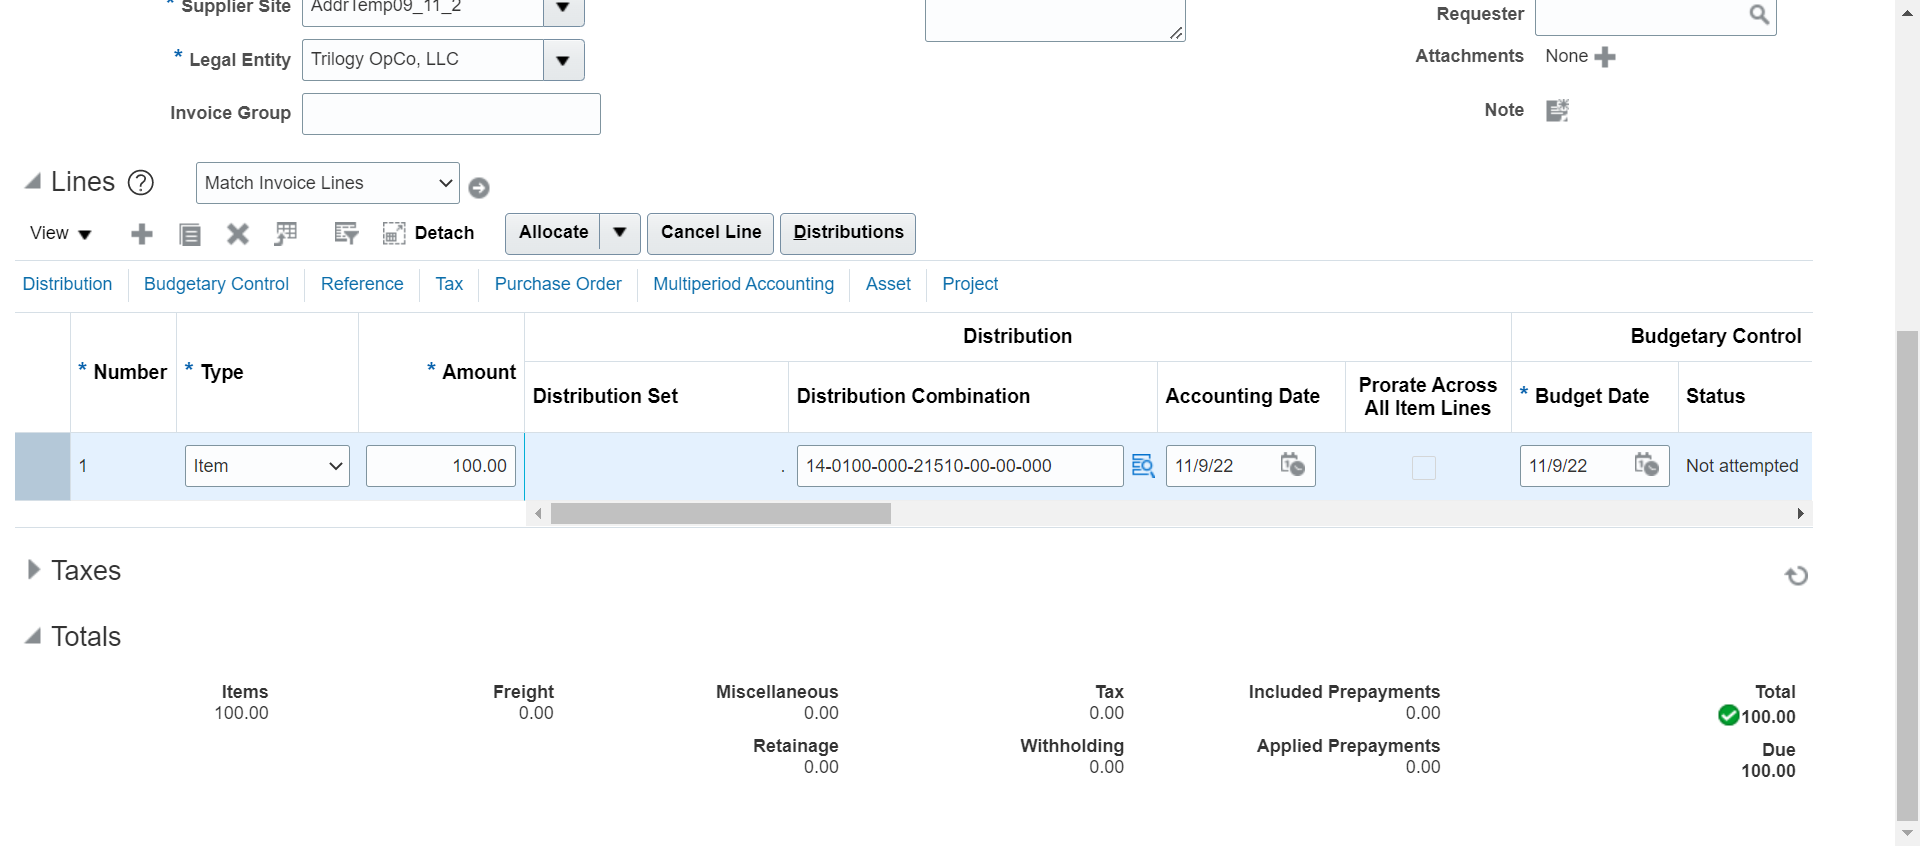 * Supplier Site AddrTemp09_11_2
Requester
* Legal Entity Trilogy OpCo, LLC
Attachments None
Invoice Group
Note
Lines ? Match Invoice Lines
View Detach Allocate Cancel Line Distributions
Distribution Budgetary Control Reference Tax Purchase Order Multiperiod Accounting Asset Project
Distribution Budgetary Control
* Number * Type * Amount
Distribution Set Distribution Combination Accounting Date Prorate Across All Item Lines * Budget Date Status
1 Item 100.00 . 14-0100-000-21510-00-00-000 11/9/22 11/9/22 Not attempted
Taxes
Totals
Items Freight Miscellaneous Tax Included Prepayments Total
100.00 0.00 0.00 0.00 0.00 100.00
Retainage Withholding Applied Prepayments Due
0.00 0.00 0.00 100.00